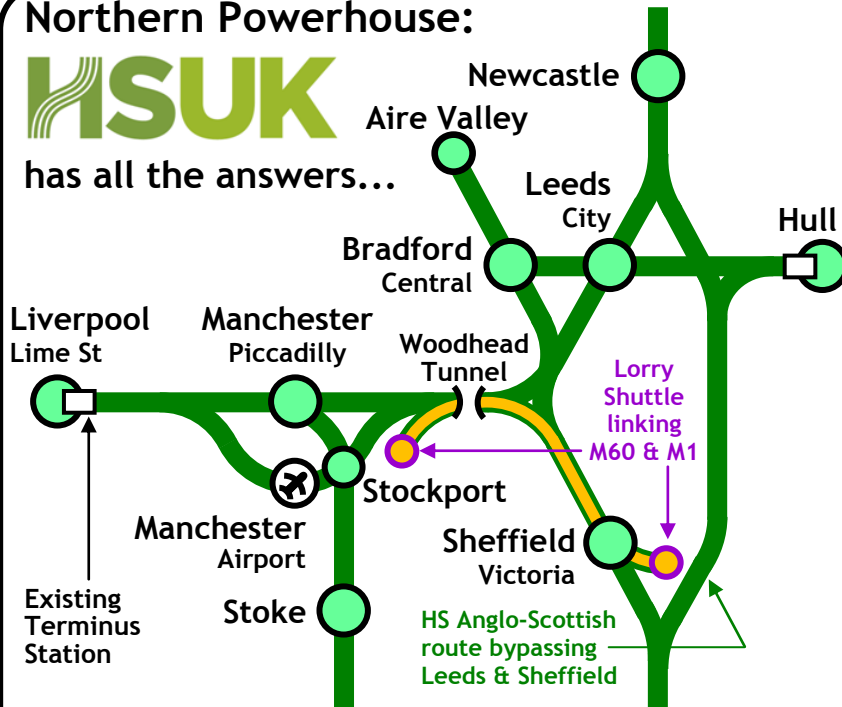 Northern Powerhouse:
HSUK
has all the answers...
Newcastle
Aire Valley
Leeds
City
Hull
Bradford
Central
Liverpool
Lime St
Manchester
Piccadilly
Woodhead
Tunnel
Lorry
Shuttle
linking
M60 & M1
Stockport
Manchester
Airport
Sheffield
Victoria
Existing
Terminus
Station
Stoke
HS Anglo-Scottish
route bypassing
Leeds & Sheffield